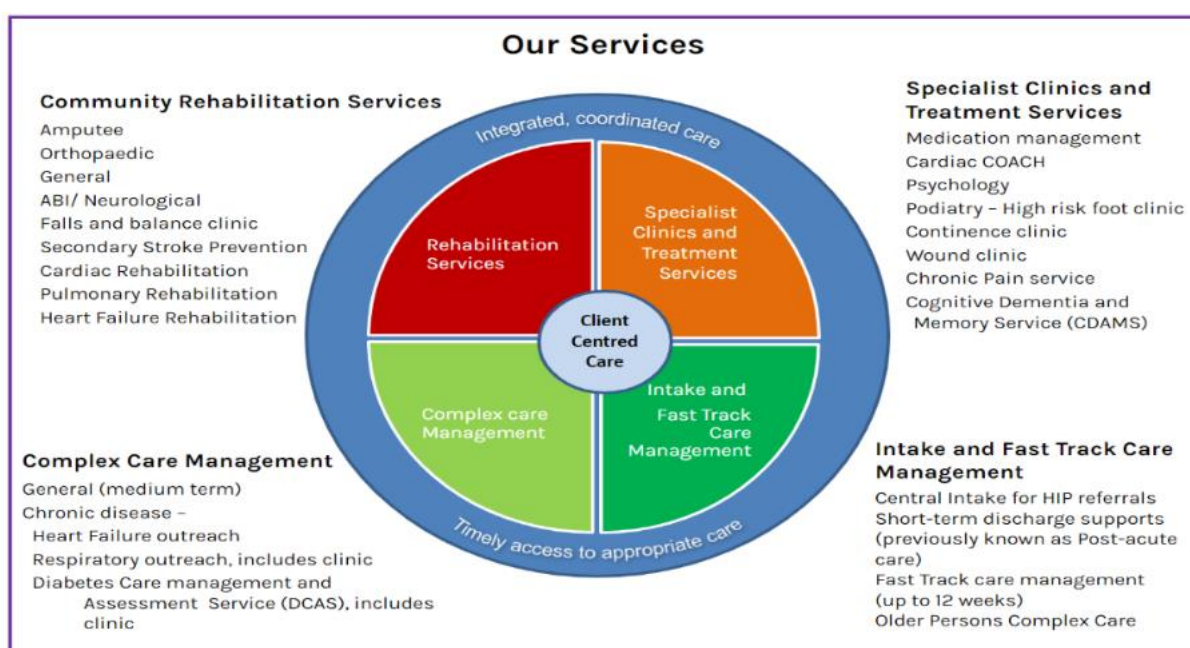 Our Services
Community Rehabilitation Services
Amputee
Orthopaedic
General
ABI/ Neurological
Falls and balance clinic
Secondary Stroke Prevention
Cardiac Rehabilitation
Pulmonary Rehabilitation
Heart Failure Rehabilitation
Integrated, coordinated care
Rehabilitation
Services
Specialist
Clinics and
Treatment
Services
Client
Centred
Care
Complex care
Management
Intake and
Fast Track
Care
Management
Timely access to appropriate care
Specialist Clinics and
Treatment Services
Medication management
Cardiac COACH
Psychology
Podiatry – High risk foot clinic
Continence clinic
Wound clinic
Chronic Pain service
Cognitive Dementia and
Memory Service (CDAMS)
Complex Care Management
General (medium term)
Chronic disease –
Heart Failure outreach
Respiratory outreach, includes clinic
Diabetes Care management and
Assessment Service (DCAS), includes
clinic
Intake and Fast Track Care
Management
Central Intake for HIP referrals
Short-term discharge supports
(previously known as Post-acute
care)
Fast Track care management
(up to 12 weeks)
Older Persons Complex Care